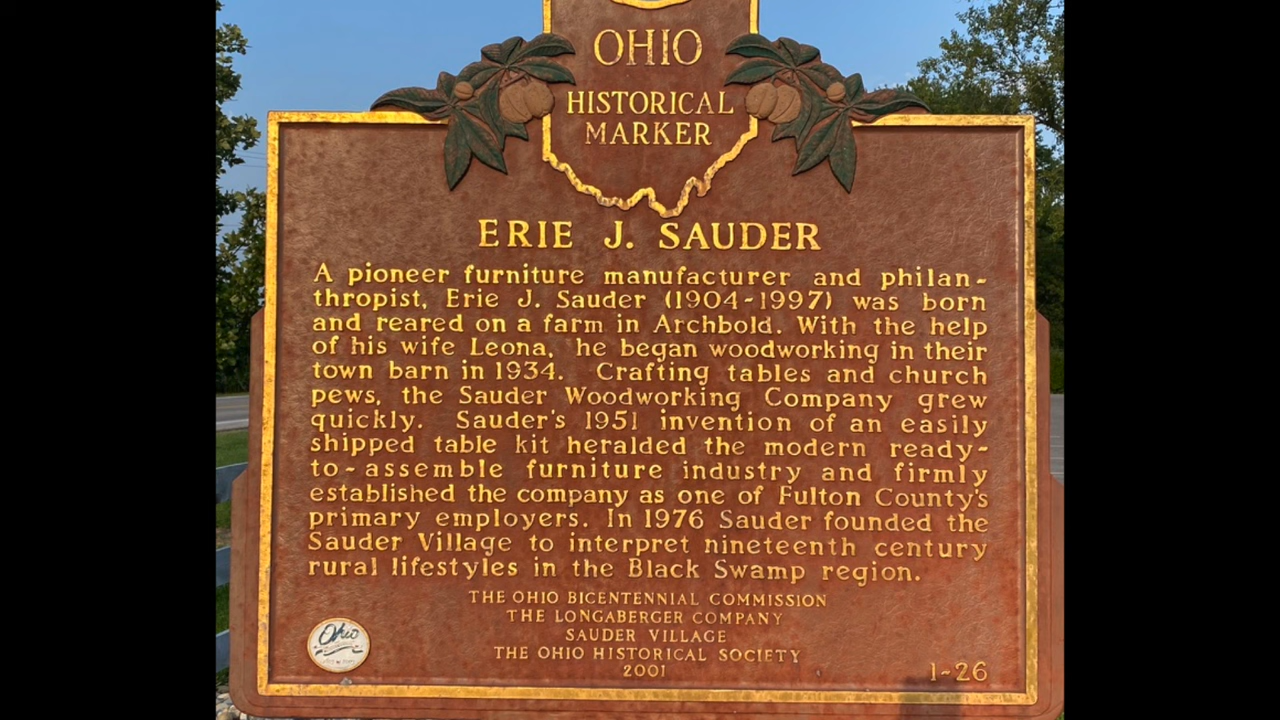 OHIO
HISTORICAL
MARKER
ERIE J. SAUDER
A pioneer furniture manufacturer and philan-
thropist, Erie J. Sauder (1904-1997) was born
and reared on a farm in Archbold. With the help
of his wife Leona, he began woodworking in their
town barn in 1934. Crafting tables and church
pews, the Sauder Woodworking Company grew
quickly. Sauder's 1951 invention of an easily
shipped table kit heralded the modern ready-
to-assemble furniture industry and firmly
established the company as one of Fulton County's
primary employers. In 1976 Sauder founded the
Sauder Village to interpret nineteenth century
rural lifestyles in the Black Swamp region.
THE OHIO BICENTENNIAL COMMISSION
THE LONGABERGER COMPANY
SAUDER VILLAGE
THE OHIO HISTORICAL SOCIETY
2001
1-26
Ohio